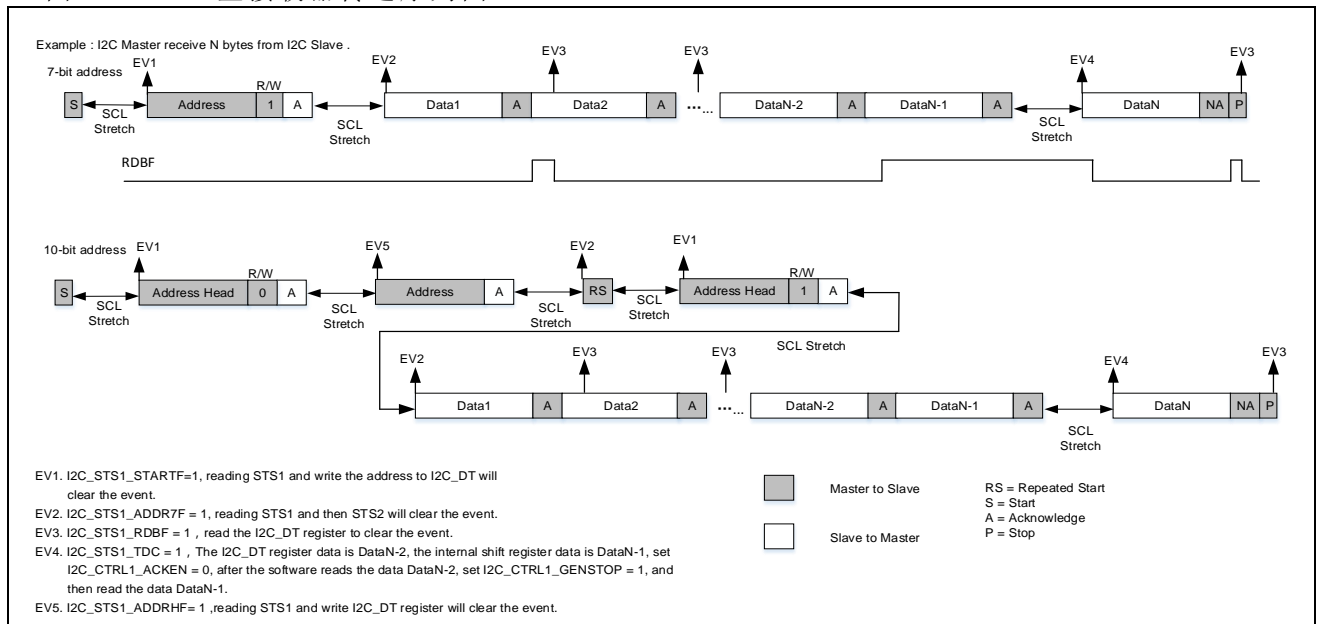 Example : I2C Master receive N bytes from I2C Slave .
7-bit address
EV1
EV2
EV3
EV3
EV4
EV3
R/W
S
Address
1
A
Data1
A
Data2
A
......
DataN-2
A
DataN-1
A
DataN
NA
P
SCL
Stretch
SCL
Stretch
SCL
Stretch
RDBF
10-bit address
EV1
EV5
EV2
EV1
R/W
R/W
S
Address Head
0
A
Address
A
RS
Address Head
1
A
SCL
Stretch
SCL
Stretch
SCL
Stretch
SCL
Stretch
SCL Stretch
EV2
EV3
EV3
EV4
EV3
Data1
A
Data2
A
......
DataN-2
A
DataN-1
A
DataN
NA
P
SCL
Stretch
EV1. I2C_STS1_STARTF=1, reading STS1 and write the address to I2C_DT will
clear the event.
EV2. I2C_STS1_ADDR7F = 1, reading STS1 and then STS2 will clear the event.
EV3. I2C_STS1_RDBF = 1 , read the I2C_DT register to clear the event.
EV4. I2C_STS1_TDC = 1 , The I2C_DT register data is DataN-2, the internal shift register data is DataN-1, set
I2C_CTRL1_ACKEN = 0, after the software reads the data DataN-2, set I2C_CTRL1_GENSTOP = 1, and
then read the data DataN-1.
EV5. I2C_STS1_ADDRHF= 1 ,reading STS1 and write I2C_DT register will clear the event.
Master to Slave
Slave to Master
RS = Repeated Start
S = Start
A = Acknowledge
P = Stop